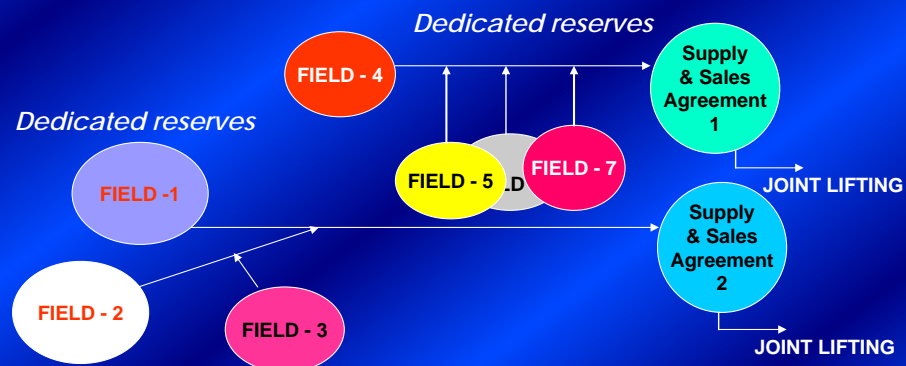 Dedicated reserves
FIELD - 4
Supply
& Sales
Agreement
1
Dedicated reserves
FIELD -1
FIELD - 5
FIELD - 7
JOINT LIFTING
Supply
& Sales
Agreement
2
FIELD - 2
FIELD - 3
JOINT LIFTING